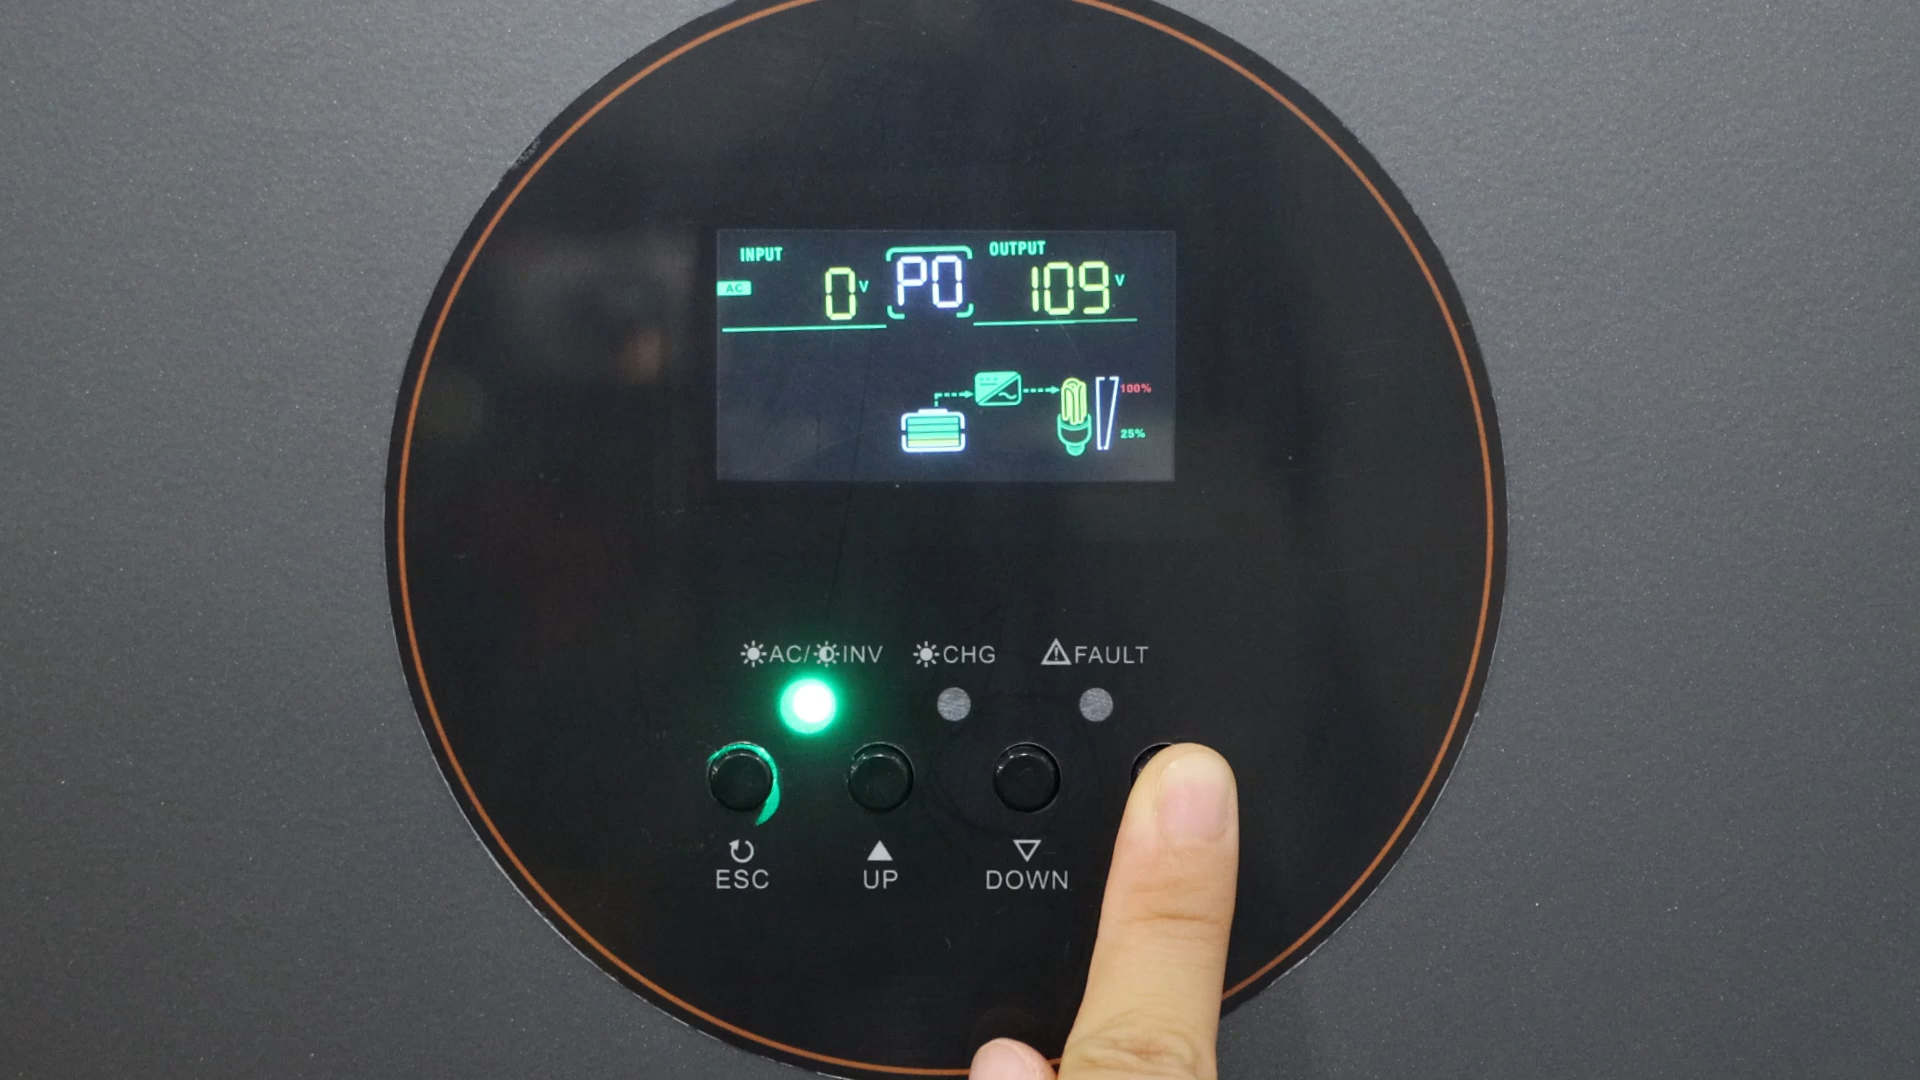 INPUT
OUTPUT
AC 0V
P0
109V
100%
25%
AC/ INV
CHG
FAULT
ESC
UP
DOWN